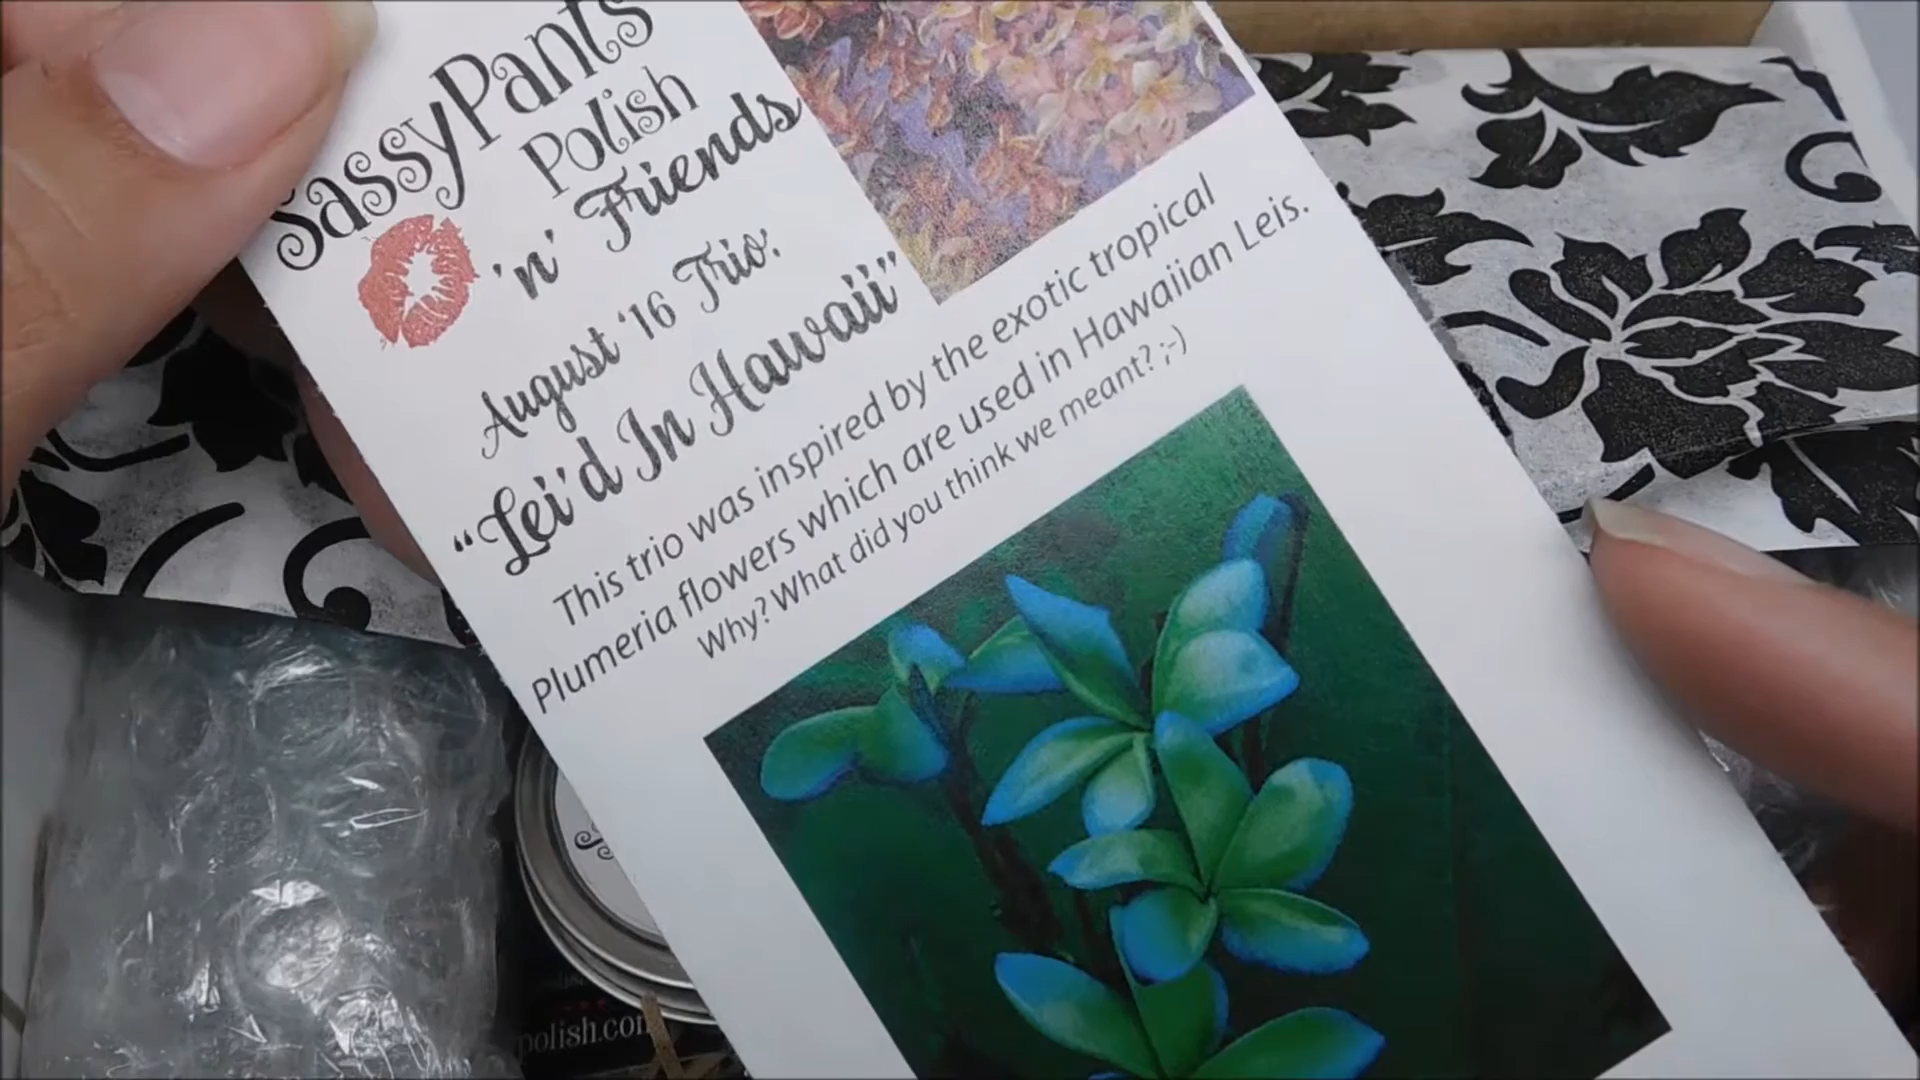 SassyPants
Polish
'n' Friends
August '16 Trio:
"Lei'd In Hawaii"
This trio was inspired by the exotic tropical
Plumeria flowers which are used in Hawaiian Leis.
Why? What did you think we meant? ;-)
polish.com